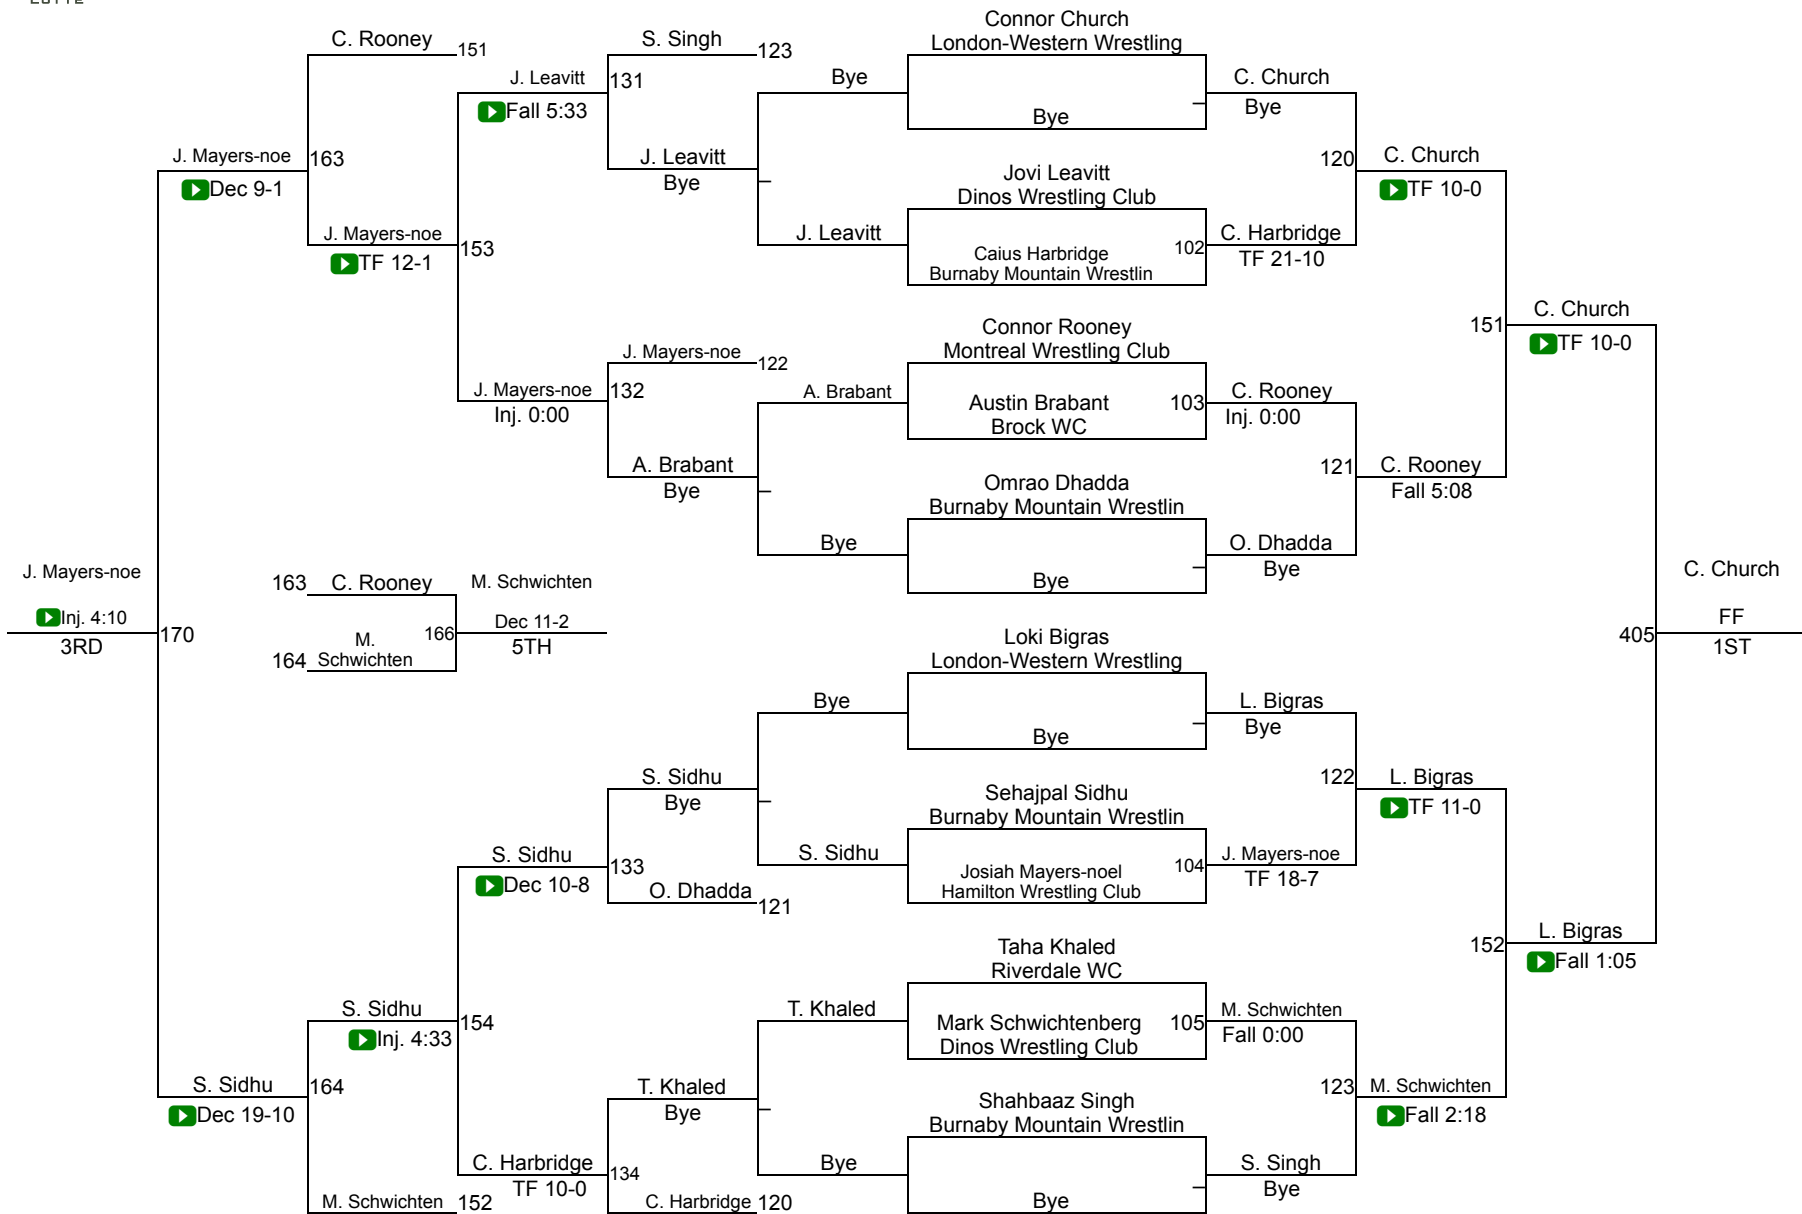 C. Rooney
151
J. Leavitt
Fall 5:33
S. Singh
123
131
J. Leavitt
Bye
Bye
J. Leavitt
Connor Church
London-Western Wrestling
Bye
C. Church
Bye
Jovi Leavitt
Dinos Wrestling Club
Caius Harbridge
Burnaby Mountain Wrestlin
102
C. Harbridge
TF 21-10
120
C. Church
TF 10-0
J. Mayers-noe
Dec 9-1
163
J. Mayers-noe
TF 12-1
153
J. Mayers-noe
Inj. 0:00
J. Mayers-noe
122
132
A. Brabant
Bye
A. Brabant
Bye
Connor Rooney
Montreal Wrestling Club
Austin Brabant
Brock WC
103
C. Rooney
Inj. 0:00
Omrao Dhadda
Burnaby Mountain Wrestlin
Bye
O. Dhadda
Bye
121
C. Rooney
Fall 5:08
151
C. Church
TF 10-0
J. Mayers-noe
Inj. 4:10
3RD
170
163
C. Rooney
164
M.
Schwichten
166
M. Schwichten
Dec 11-2
5TH
405
C. Church
FF
1ST
Loki Bigras
London-Western Wrestling
Bye
Bye
L. Bigras
Bye
S. Sidhu
Bye
S. Sidhu
Sehajpal Sidhu
Burnaby Mountain Wrestlin
Josiah Mayers-noel
Hamilton Wrestling Club
104
J. Mayers-noe
TF 18-7
122
L. Bigras
TF 11-0
S. Sidhu
Dec 10-8
133
O. Dhadda
121
152
L. Bigras
Fall 1:05
S. Sidhu
Inj. 4:33
154
Taha Khaled
Riverdale WC
T. Khaled
Mark Schwichtenberg
Dinos Wrestling Club
105
M. Schwichten
Fall 0:00
S. Sidhu
Dec 19-10
164
T. Khaled
Bye
Shahbaaz Singh
Burnaby Mountain Wrestlin
123
M. Schwichten
Fall 2:18
C. Harbridge
TF 10-0
134
Bye
Bye
S. Singh
Bye
M. Schwichten
152
C. Harbridge
120